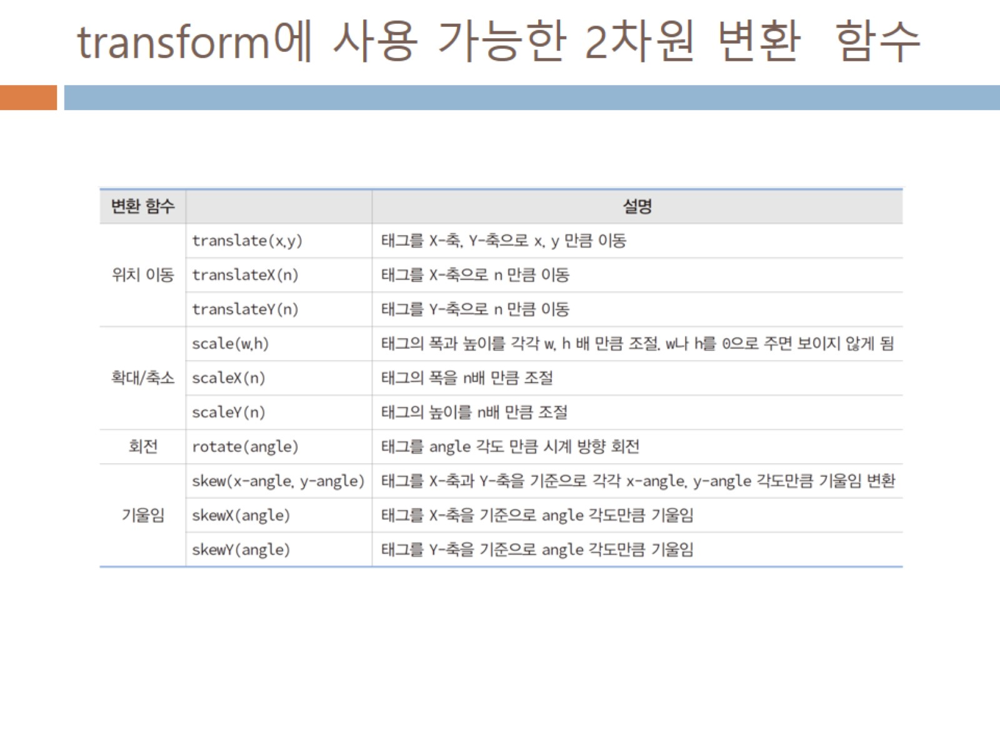 transform에 사용 가능한 2차원 변환 함수
변환 함수 설명
위치 이동
translate(x,y) 태그를 X-축, Y-축으로 x, y 만큼 이동
translateX(n) 태그를 X-축으로 n 만큼 이동
translateY(n) 태그를 Y-축으로 n 만큼 이동
확대/축소
scale(w,h) 태그의 폭과 높이를 각각 w, h 배 만큼 조절. w나 h를 0으로 주면 보이지 않게 됨
scaleX(n) 태그의 폭을 n배 만큼 조절
scaleY(n) 태그의 높이를 n배 만큼 조절
회전 rotate(angle) 태그를 angle 각도 만큼 시계 방향 회전
기울임
skew(x-angle, y-angle) 태그를 X-축과 Y-축을 기준으로 각각 x-angle, y-angle 각도만큼 기울임 변환
skewX(angle) 태그를 X-축을 기준으로 angle 각도만큼 기울임
skewY(angle) 태그를 Y-축을 기준으로 angle 각도만큼 기울임